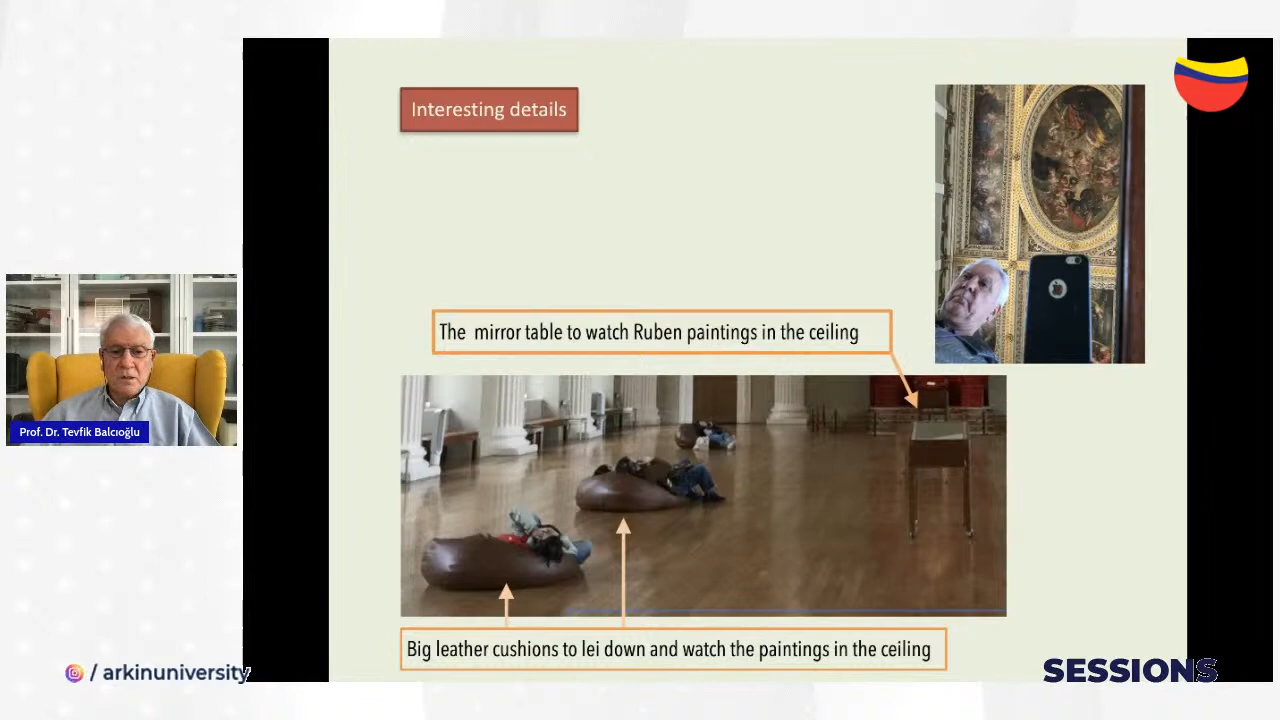 Interesting details
The mirror table to watch Ruben paintings in the ceiling
Prof. Dr. Tevfik Balcıoğlu
Big leather cushions to lei down and watch the paintings in the ceiling
/ arkinuniversity
SESSIONS